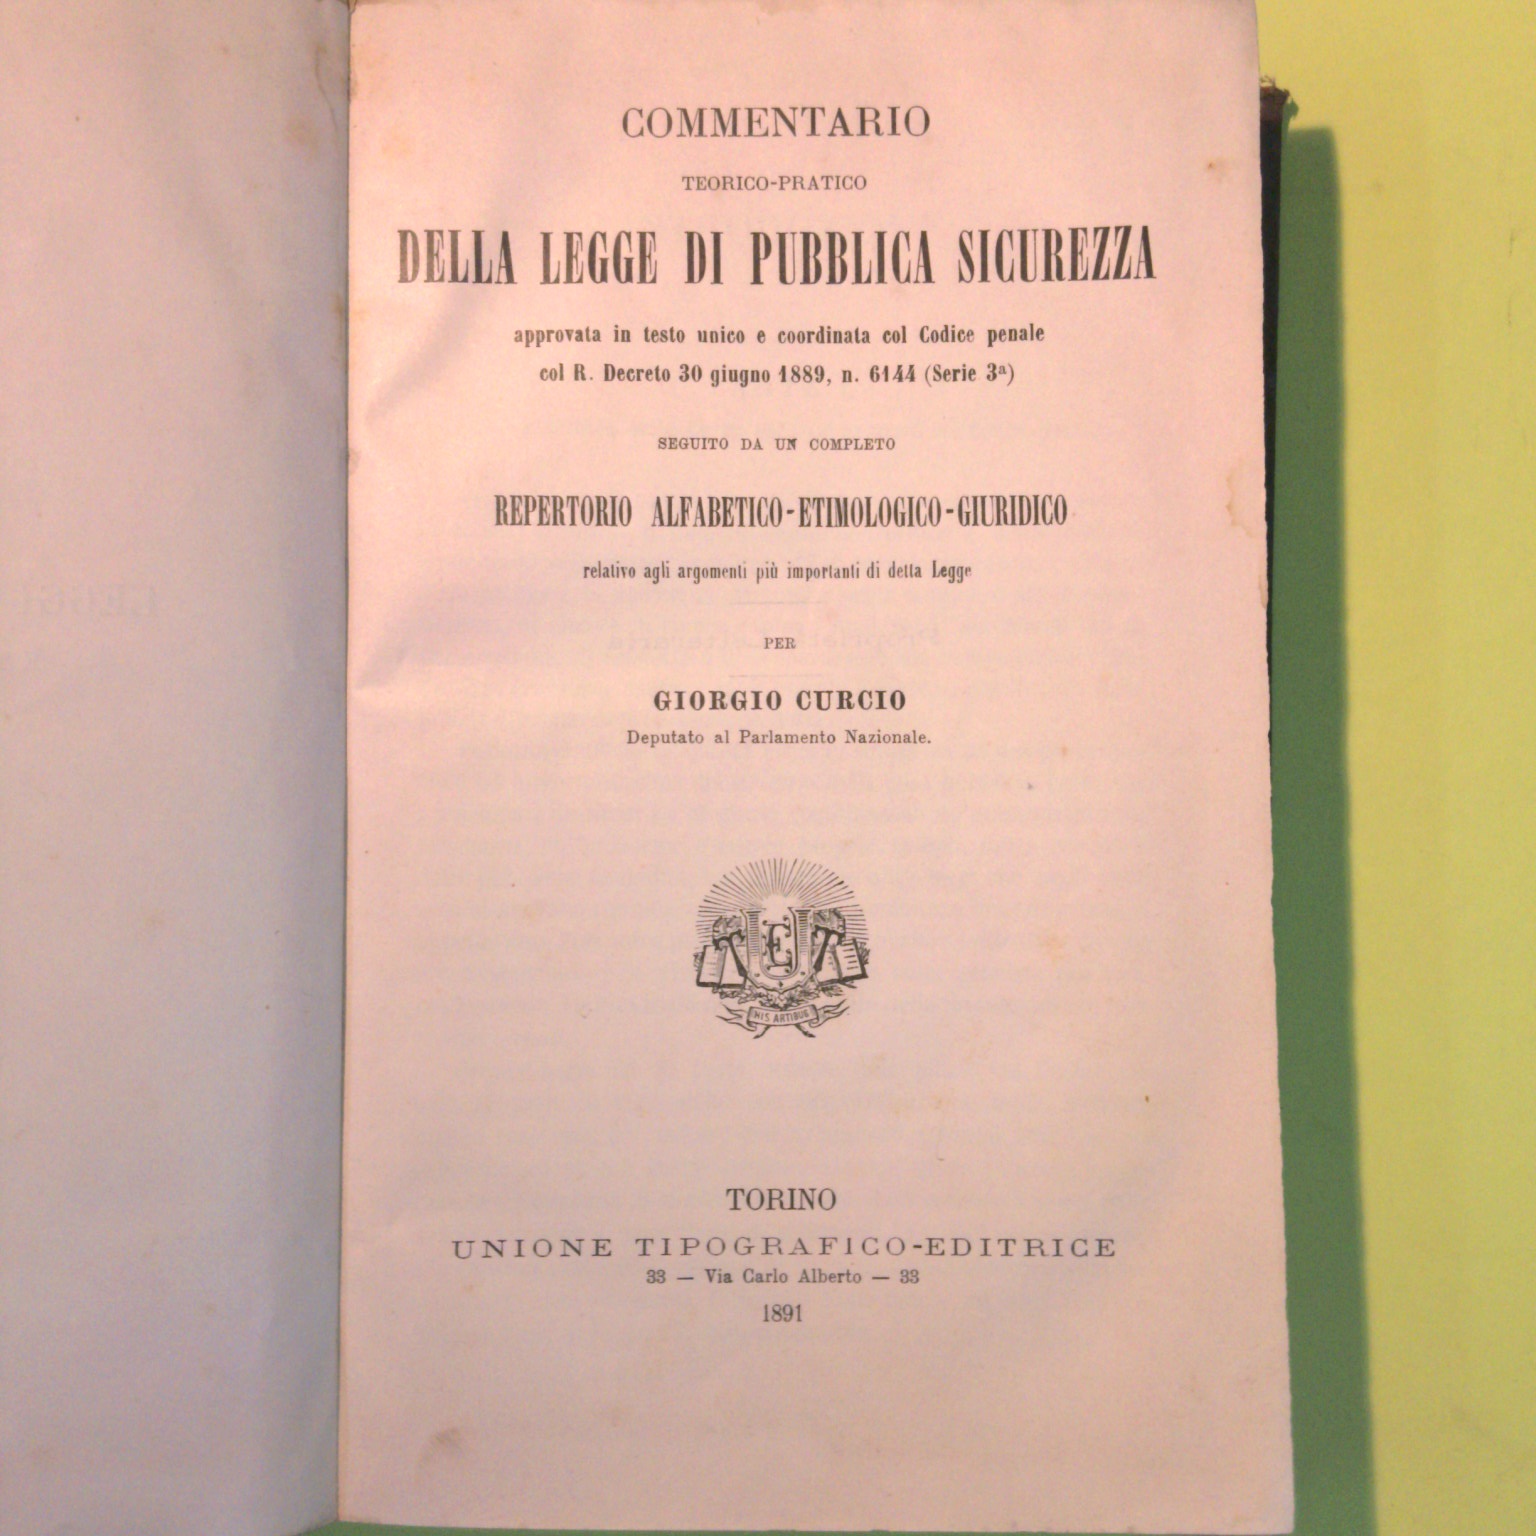 COMMENTARIO
TEORICO-PRATICO
DELLA LEGGE DI PUBBLICA SICUREZZA
approvata in testo unico e coordinata col Codice penale
col R. Decreto 30 giugno 1889, n. 6144 (Serie 3ª)
SEGUITO DA UN COMPLETO
REPERTORIO ALFABETICO-ETIMOLOGICO-GIURIDICO
relativo agli argomenti più importanti di detta Legge
PER
GIORGIO CURCIO
Deputato al Parlamento Nazionale.
UTET
HIS ARTIBUS
TORINO
UNIONE TIPOGRAFICO-EDITRICE
33 — Via Carlo Alberto — 33
1891